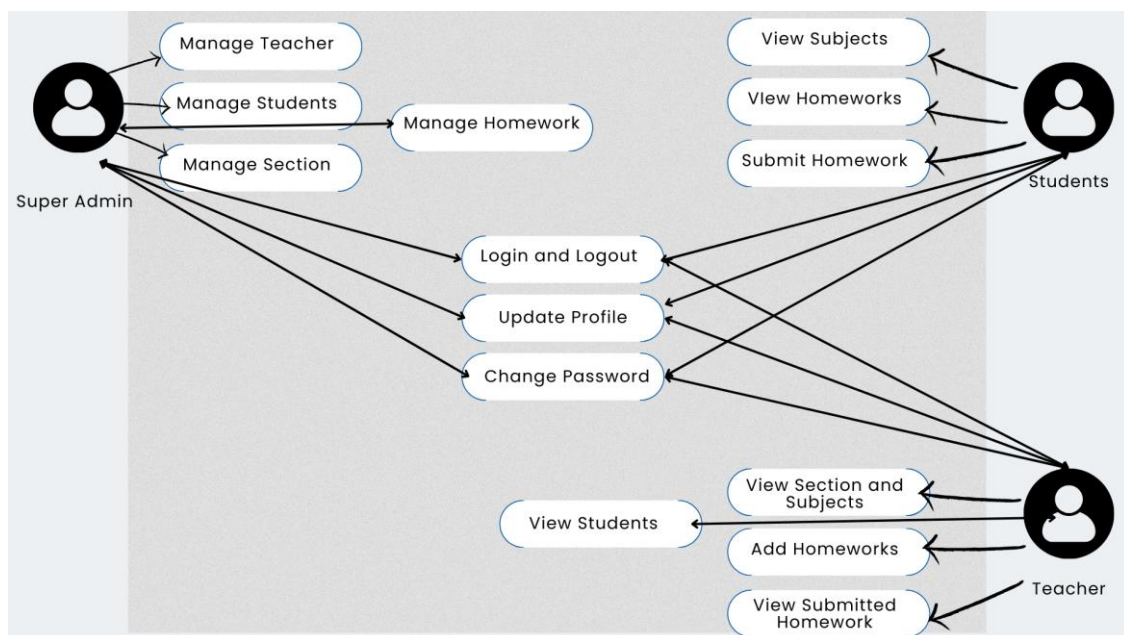 Manage Teacher
Manage Students
Manage Homework
Manage Section
Super Admin
View Subjects
VIew Homeworks
Submit Homework
Students
Login and Logout
Update Profile
Change Password
View Section and
Subjects
View Students
Add Homeworks
View Submitted
Homework
Teacher